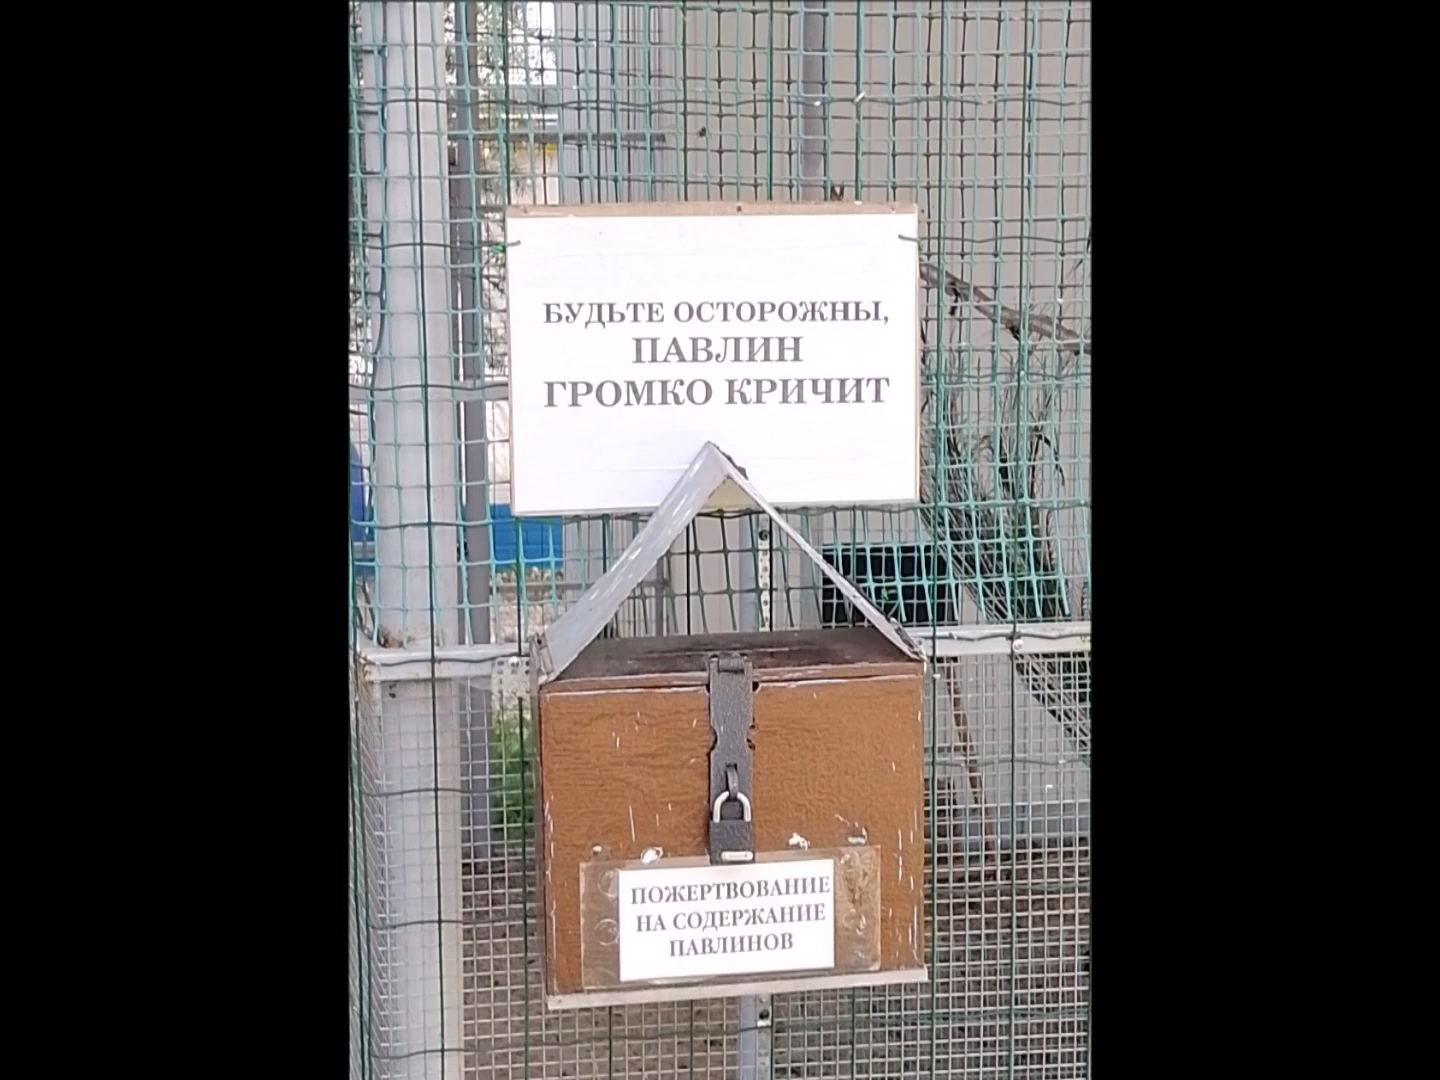 БУДЬТЕ ОСТОРОЖНЫ,
ПАВЛИН
ГРОМКО КРИЧИТ
ПОЖЕРТВОВАНИЕ
НА СОДЕРЖАНИЕ
ПАВЛИНОВ